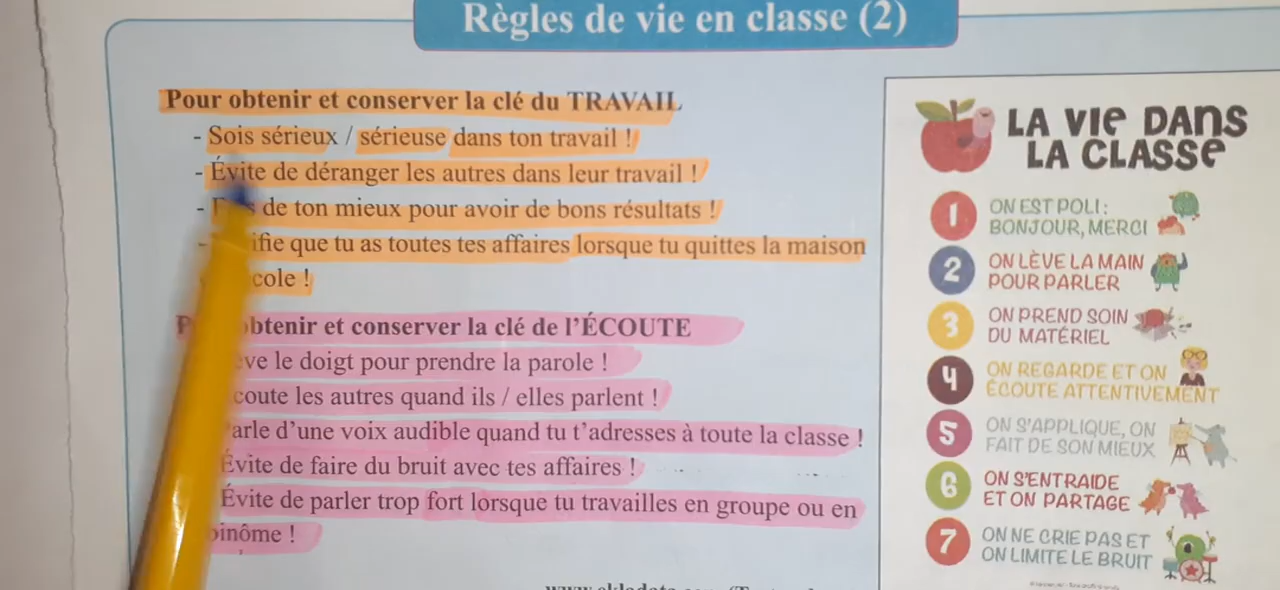 Règles de vie en classe (2)
Pour obtenir et conserver la clé du TRAVAIL
- Sois sérieux / sérieuse dans ton travail !
- Évite de déranger les autres dans leur travail !
- de ton mieux pour avoir de bons résultats !
- ifie que tu as toutes tes affaires lorsque tu quittes la maison
cole !
btenir et conserver la clé de l'ÉCOUTE
ve le doigt pour prendre la parole !
coute les autres quand ils / elles parlent !
arle d'une voix audible quand tu t'adresses à toute la classe !
Évite de faire du bruit avec tes affaires !
Évite de parler trop fort lorsque tu travailles en groupe ou en
binôme !
LA VIE DANS
LA CLASSE
1 ON EST POLI :
BONJOUR, MERCI
2 ON LÈVE LA MAIN
POUR PARLER
3 ON PREND SOIN
DU MATÉRIEL
4 ON REGARDE ET ON
ÉCOUTE ATTENTIVEMENT
5 ON S'APPLIQUE, ON
FAIT DE SON MIEUX
6 ON S'ENTRAIDE
ET ON PARTAGE
7 ON NE CRIE PAS ET
ON LIMITE LE BRUIT